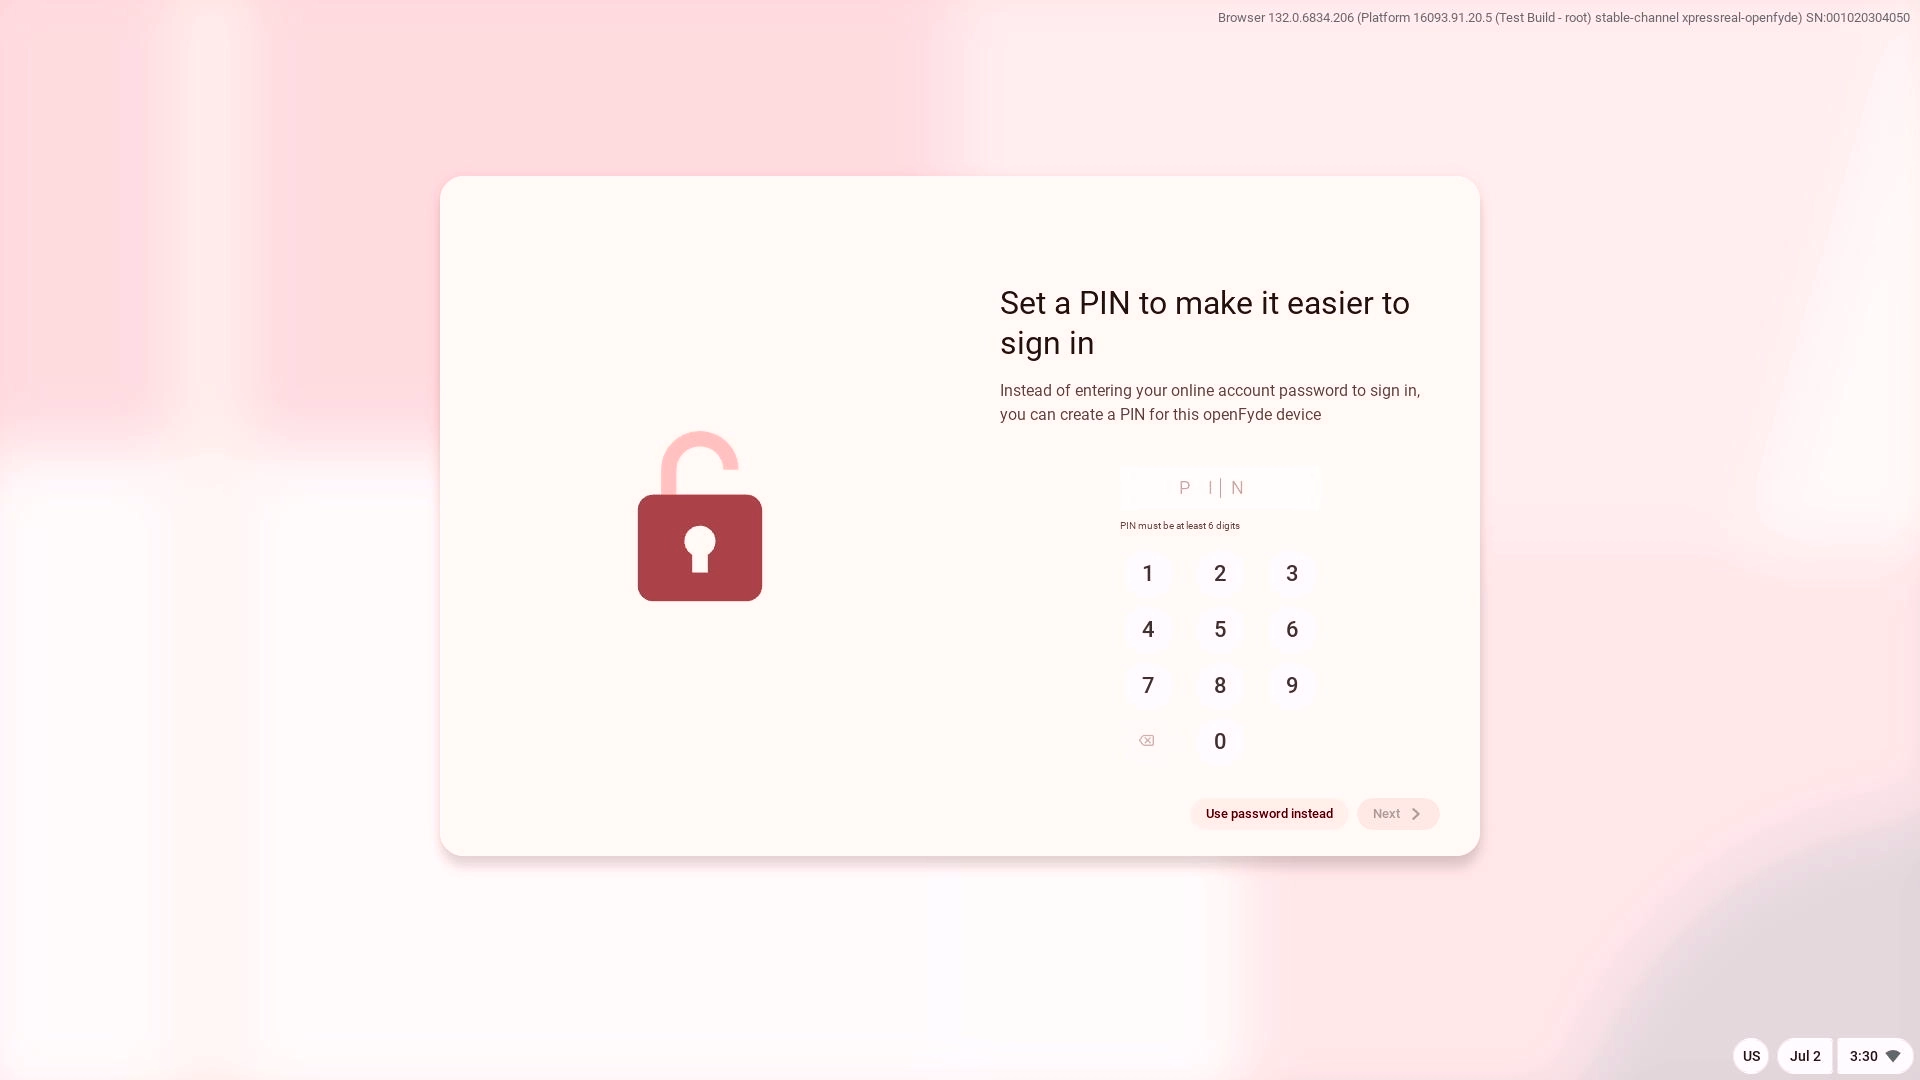 Browser 132.0.6834.206 (Platform 16093.91.20.5 (Test Build - root) stable-channel xpressreal-openfyde) SN:001020304050
Set a PIN to make it easier to
sign in
Instead of entering your online account password to sign in,
you can create a PIN for this openFyde device
PIN
PIN must be at least 6 digits
1 2 3
4 5 6
7 8 9
0
Use password instead Next
US Jul 2 3:30